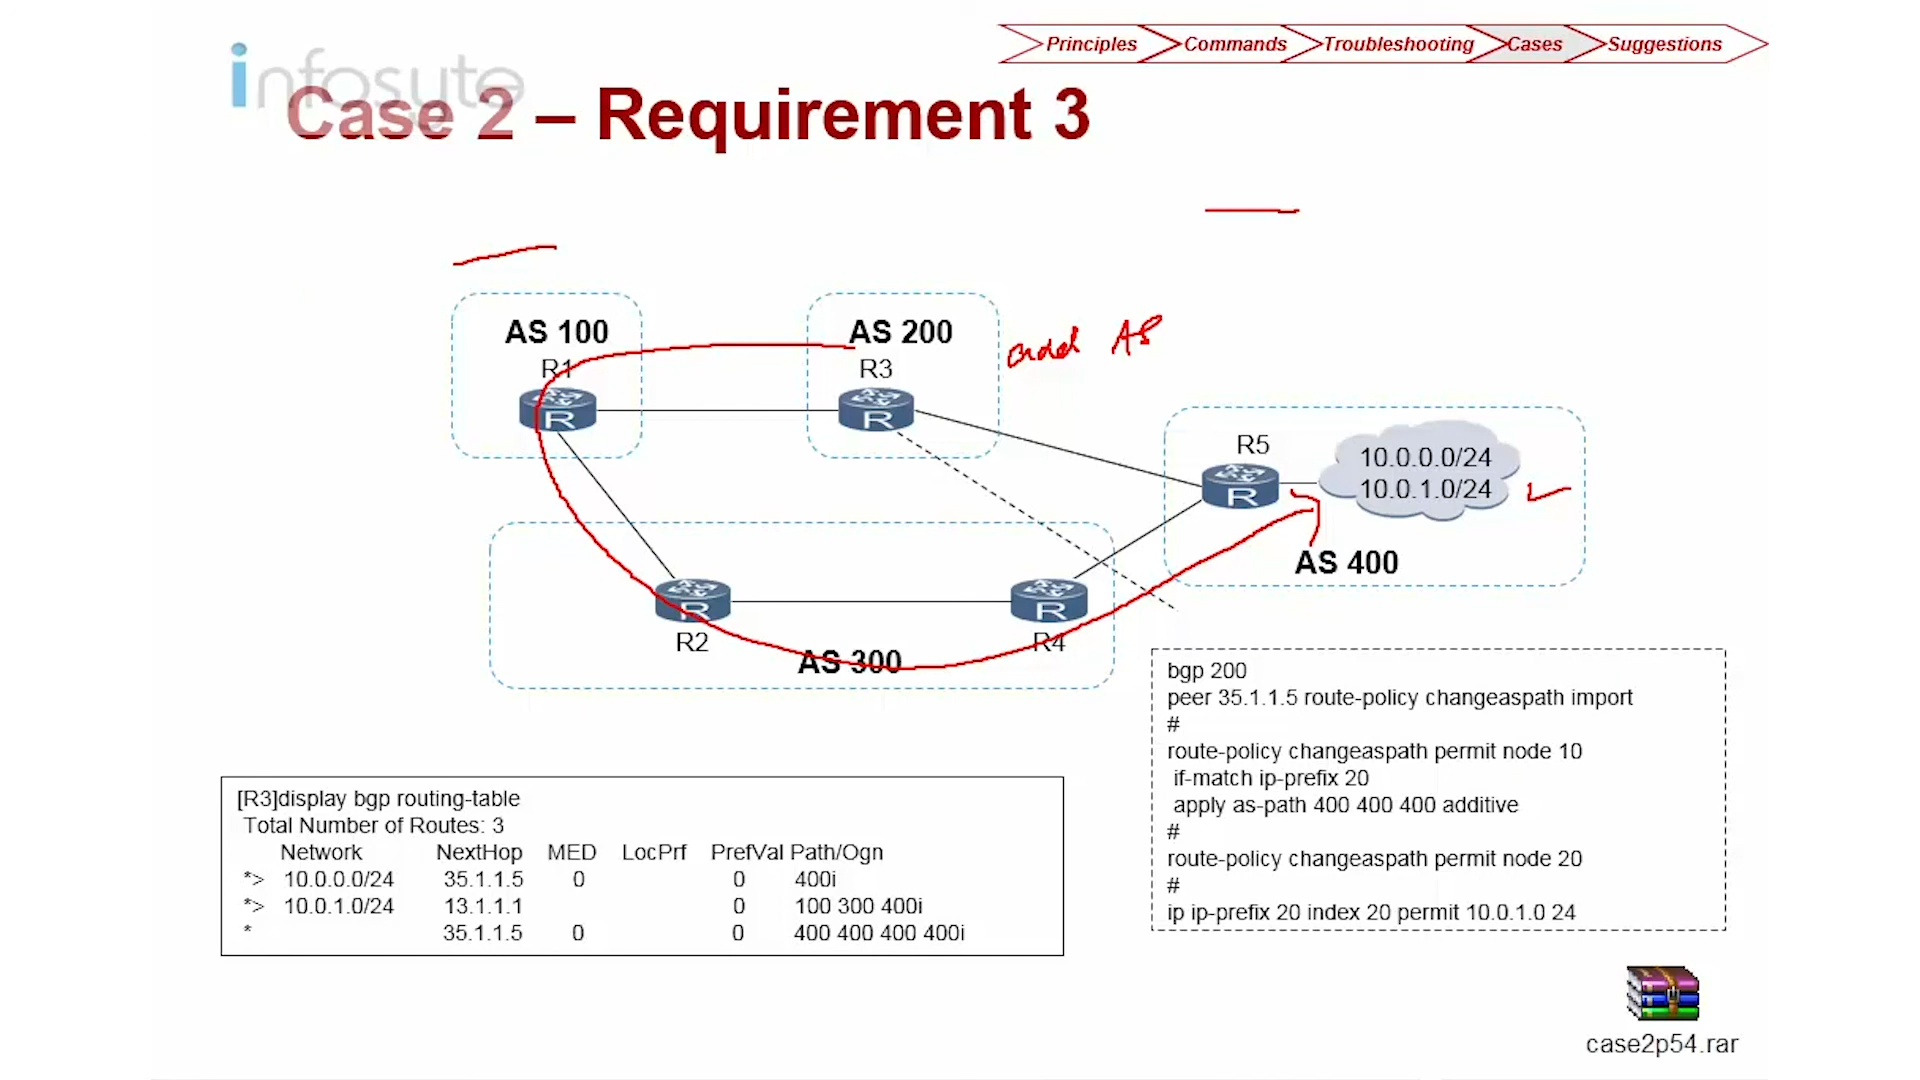 Principles Commands Troubleshooting Cases Suggestions
infosyte
Case 2 – Requirement 3
AS 100
R1
AS 200
R3
add AS
R5
10.0.0.0/24
10.0.1.0/24
AS 400
R
R
R
R
R
R2
R4
AS 300
bgp 200
peer 35.1.1.5 route-policy changeaspath import
#
route-policy changeaspath permit node 10
if-match ip-prefix 20
apply as-path 400 400 400 additive
#
route-policy changeaspath permit node 20
#
ip ip-prefix 20 index 20 permit 10.0.1.0 24
[R3]display bgp routing-table
Total Number of Routes: 3
Network NextHop MED LocPrf PrefVal Path/Ogn
*> 10.0.0.0/24 35.1.1.5 0 0 400i
*> 10.0.1.0/24 13.1.1.1 0 100 300 400i
* 35.1.1.5 0 0 400 400 400 400i
case2p54.rar